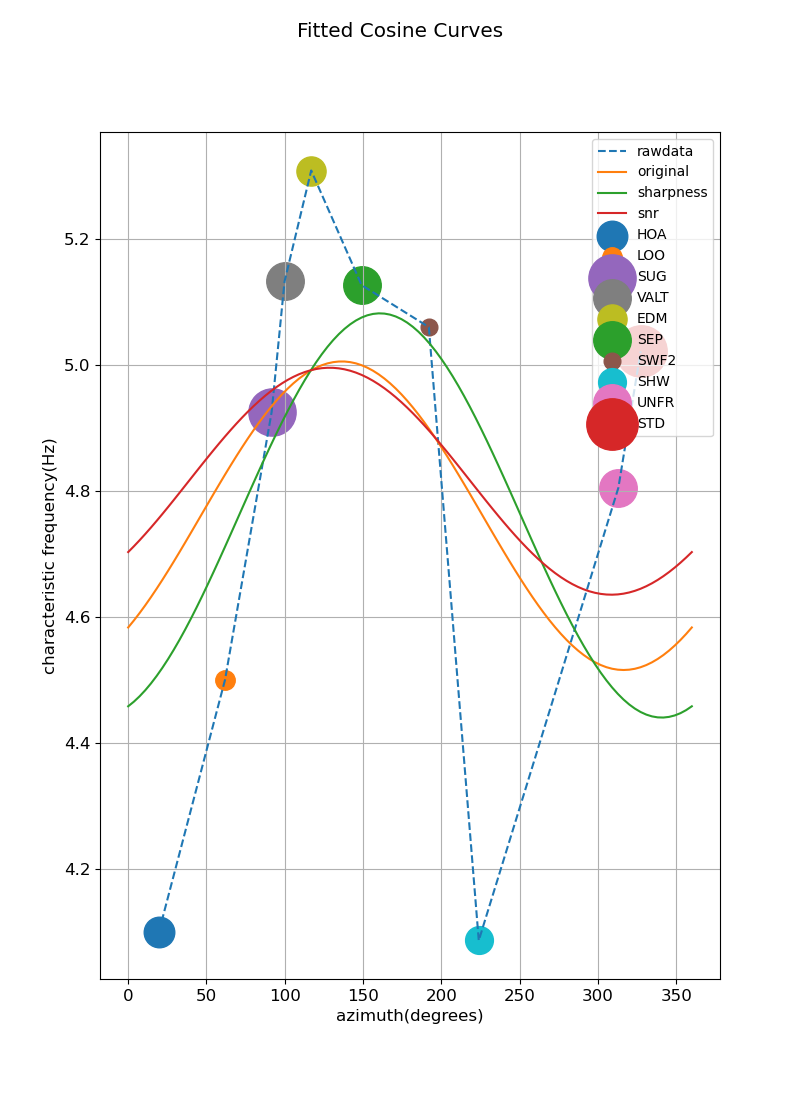 Fitted Cosine Curves
rawdata
original
sharpness
snr
HOA
LOO
SUG
VALT
EDM
SEP
SWF2
SHW
UNFR
STD
5.2
5.0
4.8
4.6
4.4
4.2
characteristic frequency(Hz)
0 50 100 150 200 250 300 350
azimuth(degrees)